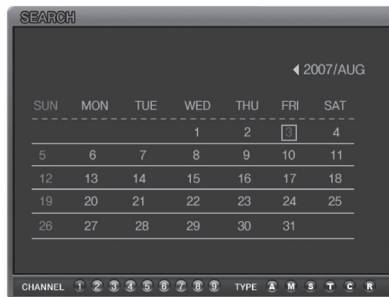 SEARCH
2007/AUG
SUN MON TUE WED THU FRI SAT
1 2 3 4
5 6 7 8 9 10 11
12 13 14 15 16 17 18
19 20 21 22 23 24 25
26 27 28 29 30 31
CHANNEL 1 2 3 4 5 6 7 8 9 TYPE A M S T C R